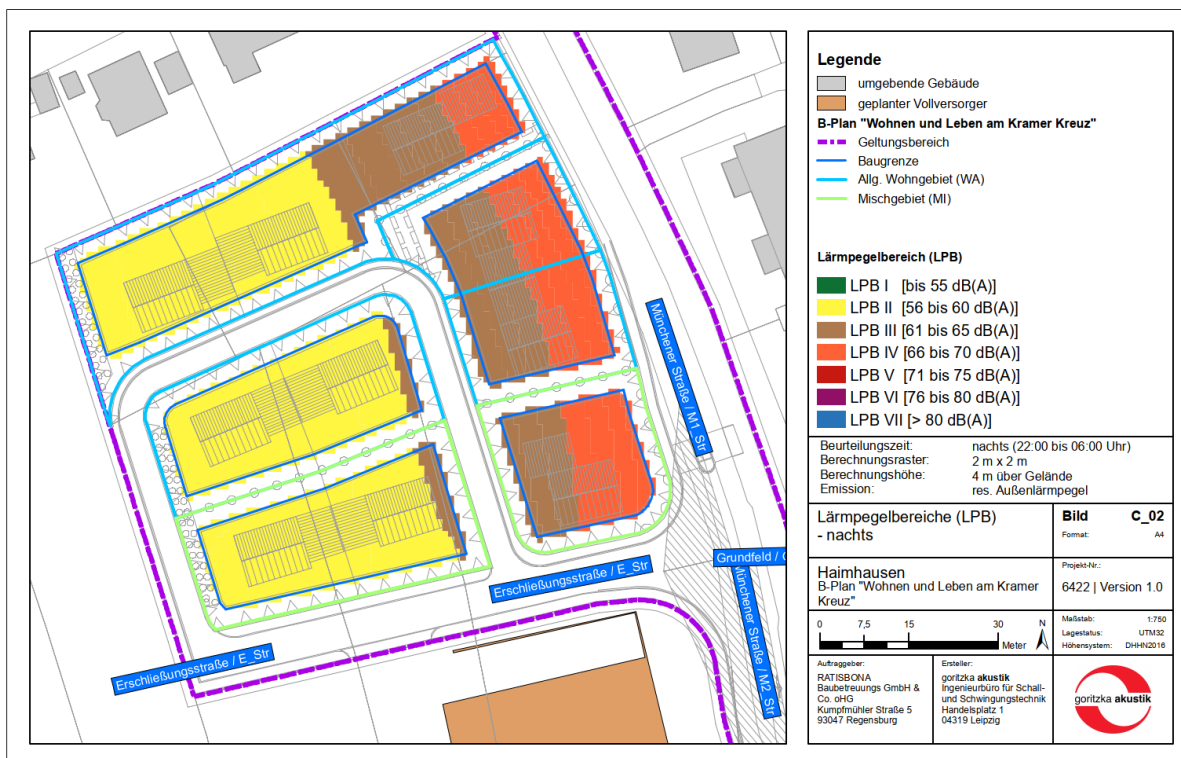 Münchener Straße / M1 Str
Grundfeld /
Münchener Straße / M2 Str
Erschließungsstraße / E_Str
Erschließungsstraße / E_Str
Legende
umgebende Gebäude
geplanter Vollversorger
B-Plan "Wohnen und Leben am Kramer Kreuz"
Geltungsbereich
Baugrenze
Allg. Wohngebiet (WA)
Mischgebiet (MI)
Lärmpegelbereich (LPB)
LPB I [bis 55 dB(A)]
LPB II [56 bis 60 dB(A)]
LPB III [61 bis 65 dB(A)]
LPB IV [66 bis 70 dB(A)]
LPB V [71 bis 75 dB(A)]
LPB VI [76 bis 80 dB(A)]
LPB VII [> 80 dB(A)]
Beurteilungszeit: nachts (22:00 bis 06:00 Uhr)
Berechnungsraster: 2 m x 2 m
Berechnungshöhe: 4 m über Gelände
Emission: res. Außenlärmpegel
Lärmpegelbereiche (LPB)
- nachts
Bild C_02
Format: A4
Haimhausen
B-Plan "Wohnen und Leben am Kramer
Kreuz"
Projekt-Nr.:
6422 | Version 1.0
0 7,5 15 30
Meter
N
Maßstab: 1:750
Lagestatus: UTM32
Höhensystem: DHHN2016
Auftraggeber:
RATISBONA
Baubetreuungs GmbH &
Co. oHG
Kumpfmühler Straße 5
93047 Regensburg
Ersteller:
goritzka akustik
Ingenieurbüro für Schall-
und Schwingungstechnik
Handelsplatz 1
04319 Leipzig
goritzka akustik